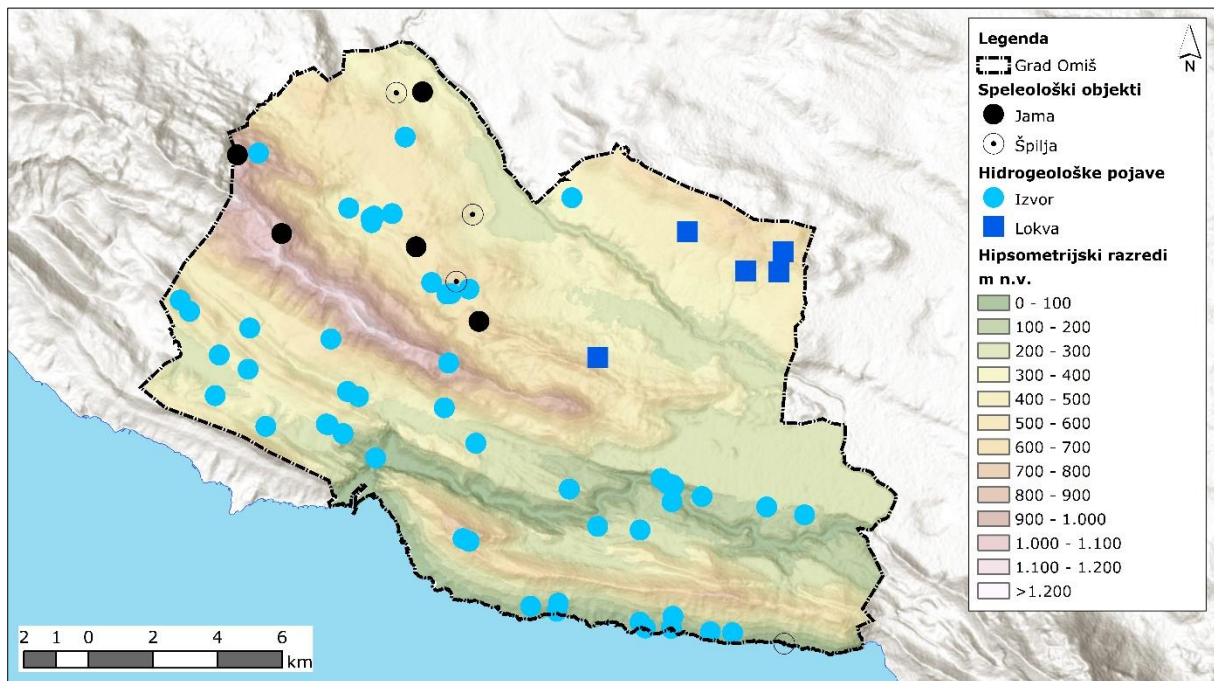 Legenda
N
Grad Omiš
Speleološki objekti
Jama
Špilja
Hidrogeološke pojave
Izvor
Lokva
Hipsometrijski razredi
m n.v.
0 - 100
100 - 200
200 - 300
300 - 400
400 - 500
500 - 600
600 - 700
700 - 800
800 - 900
900 - 1.000
1.000 - 1.100
1.100 - 1.200
>1.200
2 1 0 2 4 6
km